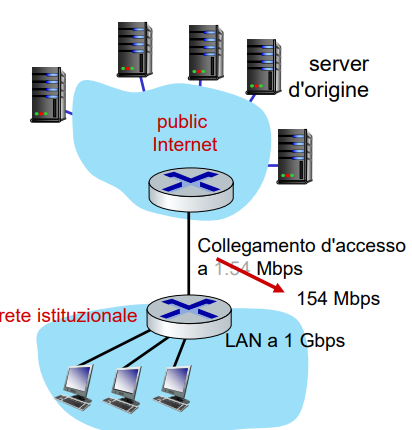 server
d'origine
public
Internet
Collegamento d'accesso
a 1.54 Mbps
154 Mbps
rete istituzionale
LAN a 1 Gbps